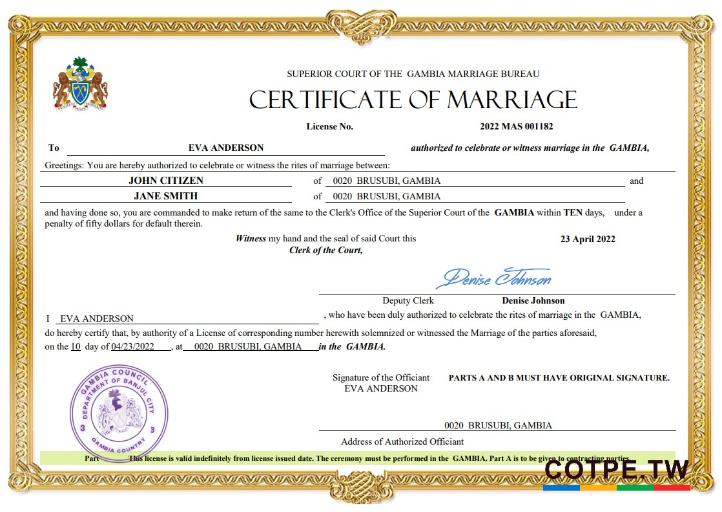 SUPERIOR COURT OF THE GAMBIA MARRIAGE BUREAU
CERTIFICATE OF MARRIAGE
License No. 2022 MAS 001182
To EVA ANDERSON authorized to celebrate or witness marriage in the GAMBIA,
Greetings: You are hereby authorized to celebrate or witness the rites of marriage between:
JOHN CITIZEN of 0020 BRUSUBI, GAMBIA and
JANE SMITH of 0020 BRUSUBI, GAMBIA
and having done so, you are commanded to make return of the same to the Clerk's Office of the Superior Court of the GAMBIA within TEN days, under a
penalty of fifty dollars for default therein.
Witness my hand and the seal of said Court this 23 April 2022
Clerk of the Court,
Denise Johnson
Deputy Clerk Denise Johnson
I EVA ANDERSON , who have been duly authorized to celebrate the rites of marriage in the GAMBIA,
do hereby certify that, by authority of a License of corresponding number herewith solemnized or witnessed the Marriage of the parties aforesaid,
on the 10 day of 04/23/2022 , at 0020 BRUSUBI, GAMBIA in the GAMBIA.
GAMBIA COUNCIL
DEPARTMENT OF BANJUL CITY
3 3
GAMBIA COUNTRY
Signature of the Officiant PARTS A AND B MUST HAVE ORIGINAL SIGNATURE.
EVA ANDERSON
0020 BRUSUBI, GAMBIA
Address of Authorized Officiant
Part This license is valid indefinitely from license issued date. The ceremony must be performed in the GAMBIA. Part A is to be given to contracting parties.
COTPE.TW